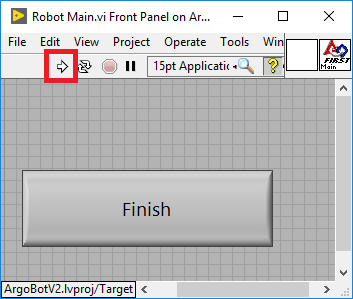 Robot Main.vi Front Panel on Ar...
File Edit View Project Operate Tools Win
15pt Applicatic
?
FIRST
Main
Finish
ArgoBotV2.lvproj/Target